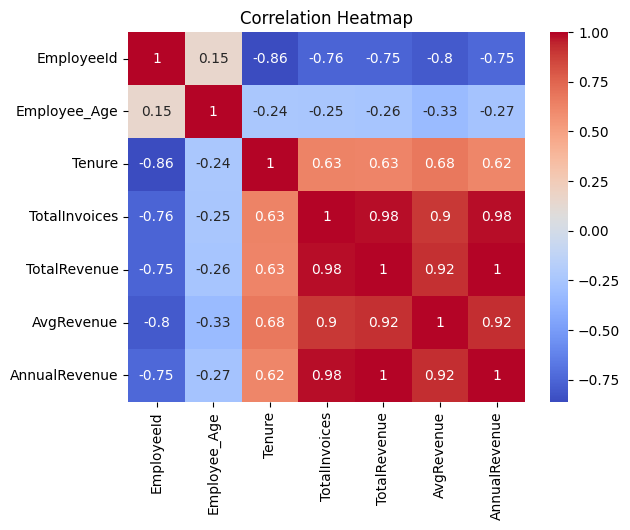 Correlation Heatmap
EmployeeId 1 0.15 -0.86 -0.76 -0.75 -0.8 -0.75
Employee_Age 0.15 1 -0.24 -0.25 -0.26 -0.33 -0.27
Tenure -0.86 -0.24 1 0.63 0.63 0.68 0.62
TotalInvoices -0.76 -0.25 0.63 1 0.98 0.9 0.98
TotalRevenue -0.75 -0.26 0.63 0.98 1 0.92 1
AvgRevenue -0.8 -0.33 0.68 0.9 0.92 1 0.92
AnnualRevenue -0.75 -0.27 0.62 0.98 1 0.92 1
EmployeeId
Employee_Age
Tenure
TotalInvoices
TotalRevenue
AvgRevenue
AnnualRevenue
1.00
0.75
0.50
0.25
0.00
−0.25
−0.50
−0.75